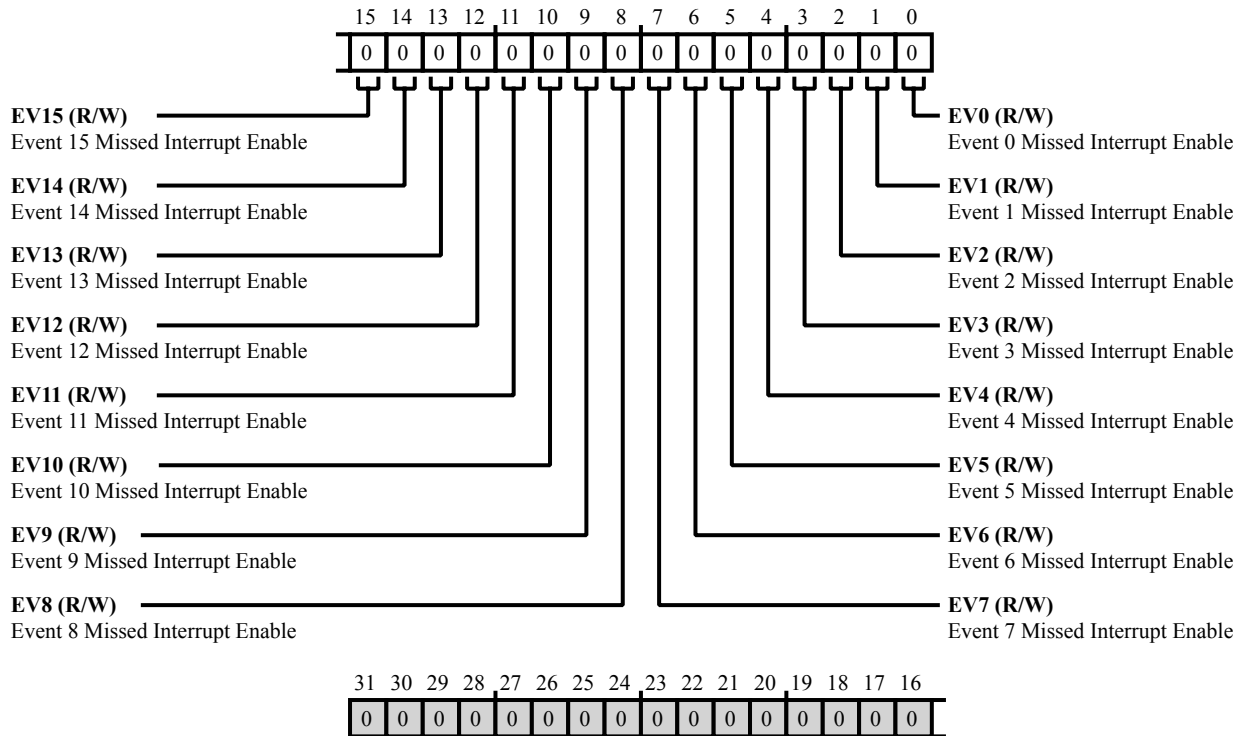 15 14 13 12 11 10 9 8 7 6 5 4 3 2 1 0
0 0 0 0 0 0 0 0 0 0 0 0 0 0 0 0
EV15 (R/W)
Event 15 Missed Interrupt Enable
EV14 (R/W)
Event 14 Missed Interrupt Enable
EV13 (R/W)
Event 13 Missed Interrupt Enable
EV12 (R/W)
Event 12 Missed Interrupt Enable
EV11 (R/W)
Event 11 Missed Interrupt Enable
EV10 (R/W)
Event 10 Missed Interrupt Enable
EV9 (R/W)
Event 9 Missed Interrupt Enable
EV8 (R/W)
Event 8 Missed Interrupt Enable
EV0 (R/W)
Event 0 Missed Interrupt Enable
EV1 (R/W)
Event 1 Missed Interrupt Enable
EV2 (R/W)
Event 2 Missed Interrupt Enable
EV3 (R/W)
Event 3 Missed Interrupt Enable
EV4 (R/W)
Event 4 Missed Interrupt Enable
EV5 (R/W)
Event 5 Missed Interrupt Enable
EV6 (R/W)
Event 6 Missed Interrupt Enable
EV7 (R/W)
Event 7 Missed Interrupt Enable
31 30 29 28 27 26 25 24 23 22 21 20 19 18 17 16
0 0 0 0 0 0 0 0 0 0 0 0 0 0 0 0